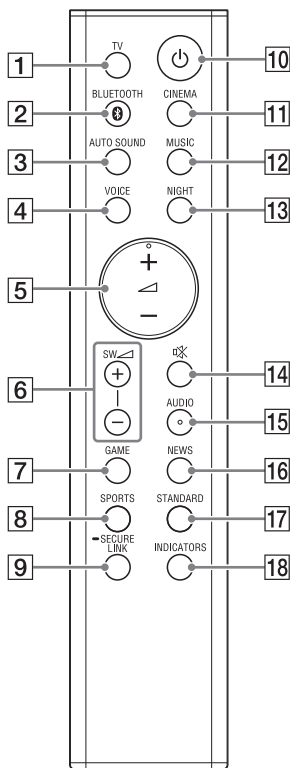 TV
1
10
BLUETOOTH
CINEMA
2
11
AUTO SOUND
MUSIC
3
12
VOICE
NIGHT
4
13
+
5
−
SW
+
14
6
AUDIO
−
15
GAME
NEWS
7
16
SPORTS
STANDARD
8
17
SECURE
LINK
INDICATORS
9
18